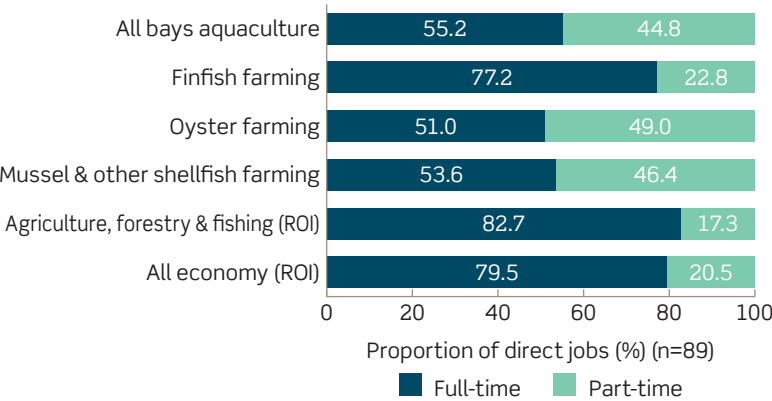 All bays aquaculture 55.2 44.8
Finfish farming 77.2 22.8
Oyster farming 51.0 49.0
Mussel & other shellfish farming 53.6 46.4
Agriculture, forestry & fishing (ROI) 82.7 17.3
All economy (ROI) 79.5 20.5
0 20 40 60 80 100
Proportion of direct jobs (%) (n=89)
Full-time Part-time